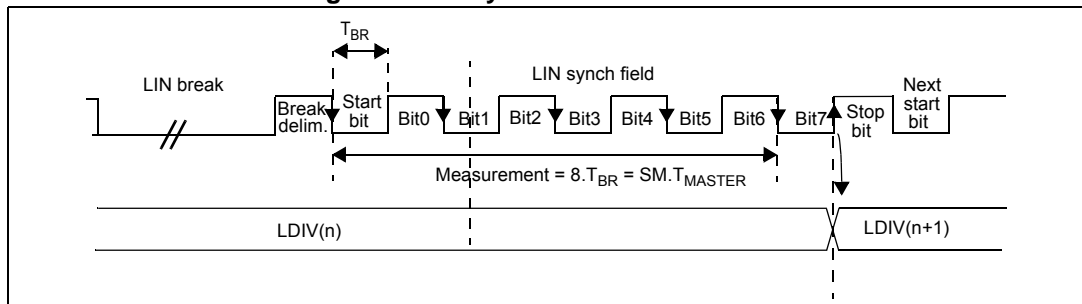 T_BR
LIN break
LIN synch field
Next start bit
Break delim.
Start bit
Bit0
Bit1
Bit2
Bit3
Bit4
Bit5
Bit6
Bit7
Stop bit
Measurement = 8.T_BR = SM.T_MASTER
LDIV(n)
LDIV(n+1)